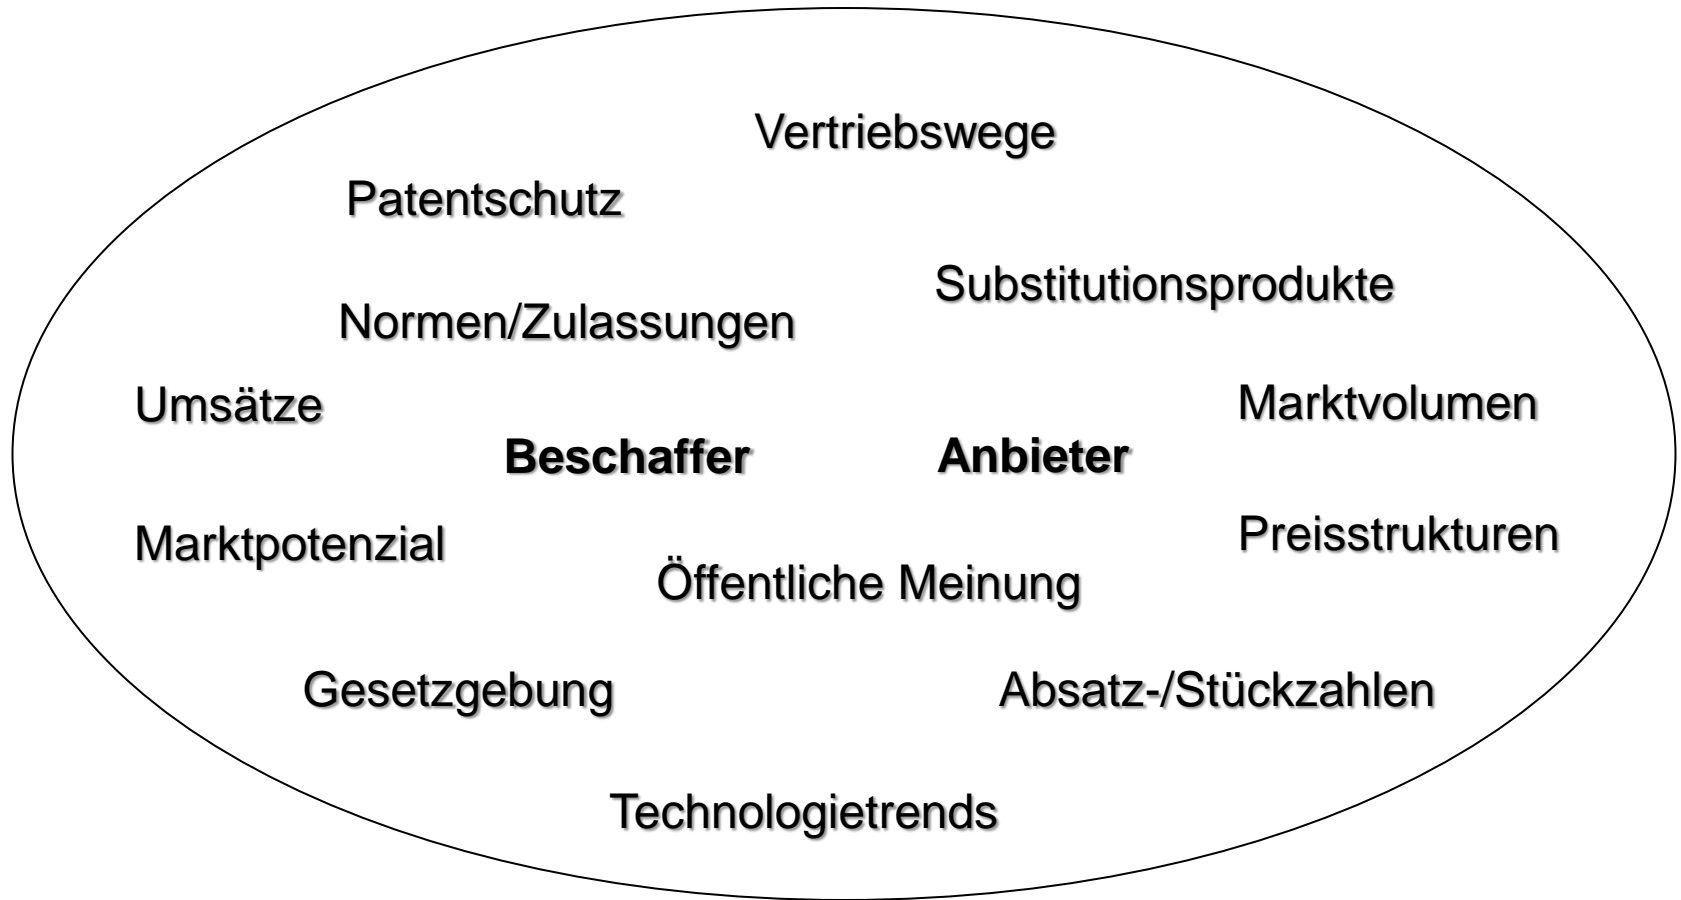 Vertriebswege
Patentschutz
Substitutionsprodukte
Normen/Zulassungen
Umsätze
Marktvolumen
Beschaffer
Anbieter
Marktpotenzial
Preisstrukturen
Öffentliche Meinung
Gesetzgebung
Absatz-/Stückzahlen
Technologietrends